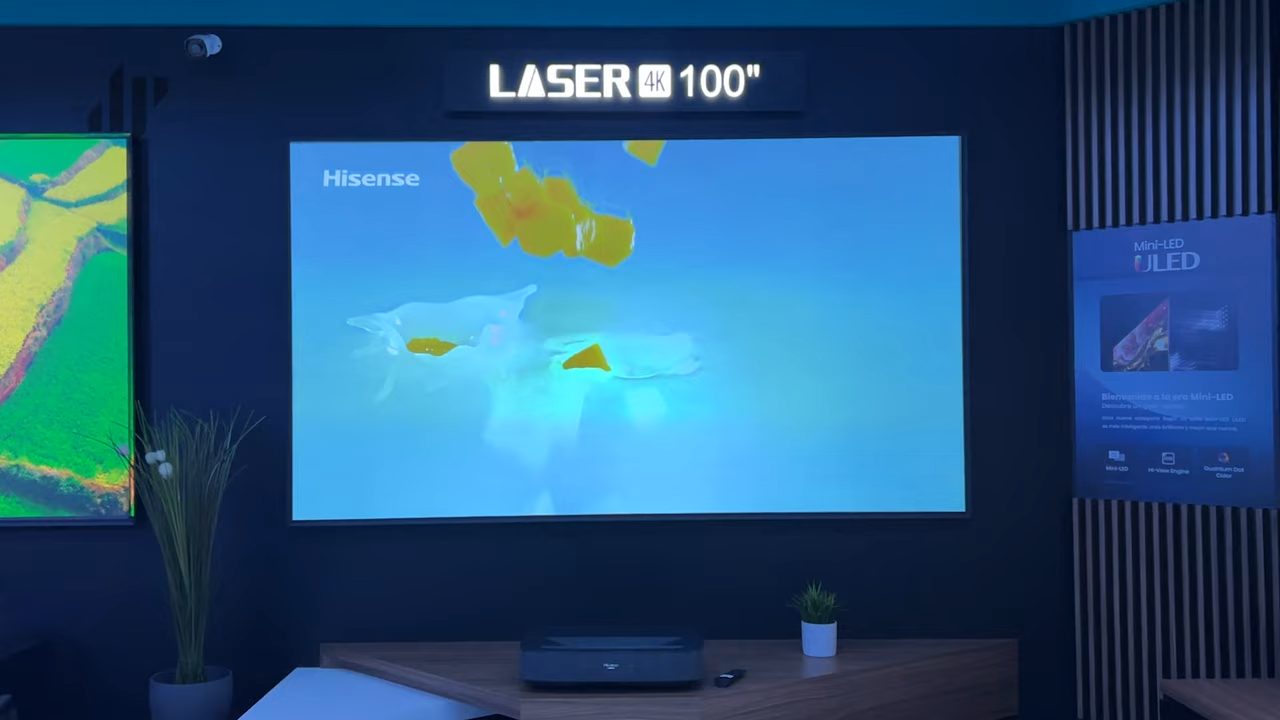 LASER 4K 100"
Hisense
Mini-LED
ULED
Bienvenidos a la era Mini-LED
Mini-LED
Hi-View Engine
Quantum Dot
Color